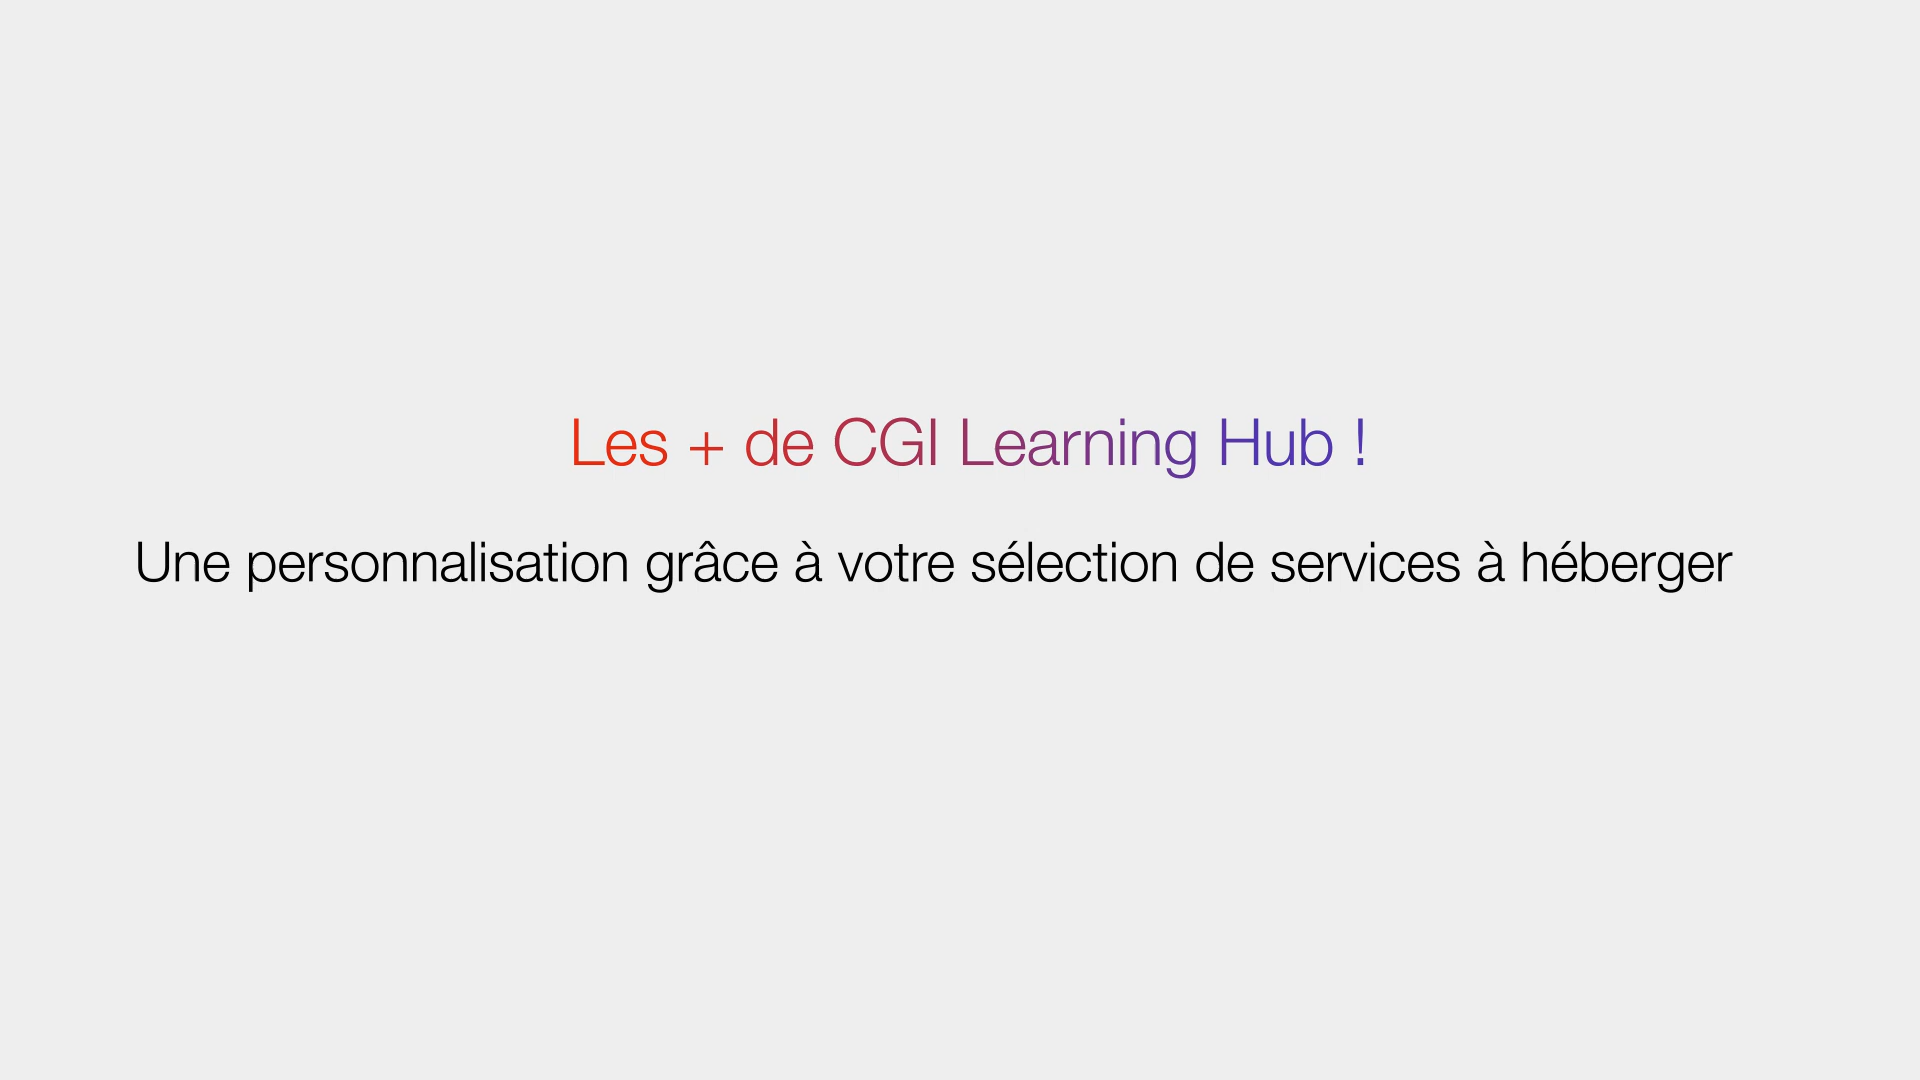 Les + de CGI Learning Hub !
Une personnalisation grâce à votre sélection de services à héberger